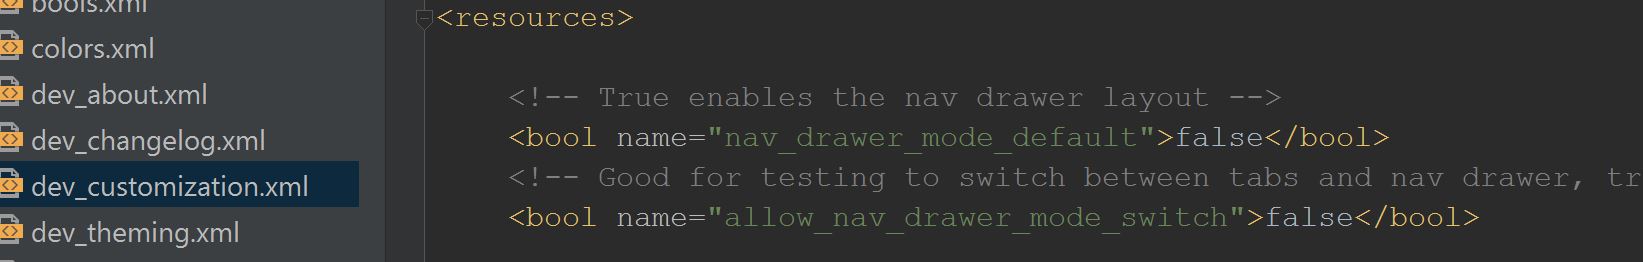 bools.xml
colors.xml
dev_about.xml
dev_changelog.xml
dev_customization.xml
dev_theming.xml
<resources>
<!-- True enables the nav drawer layout -->
<bool name="nav_drawer_mode_default">false</bool>
<!-- Good for testing to switch between tabs and nav drawer, tr
<bool name="allow_nav_drawer_mode_switch">false</bool>